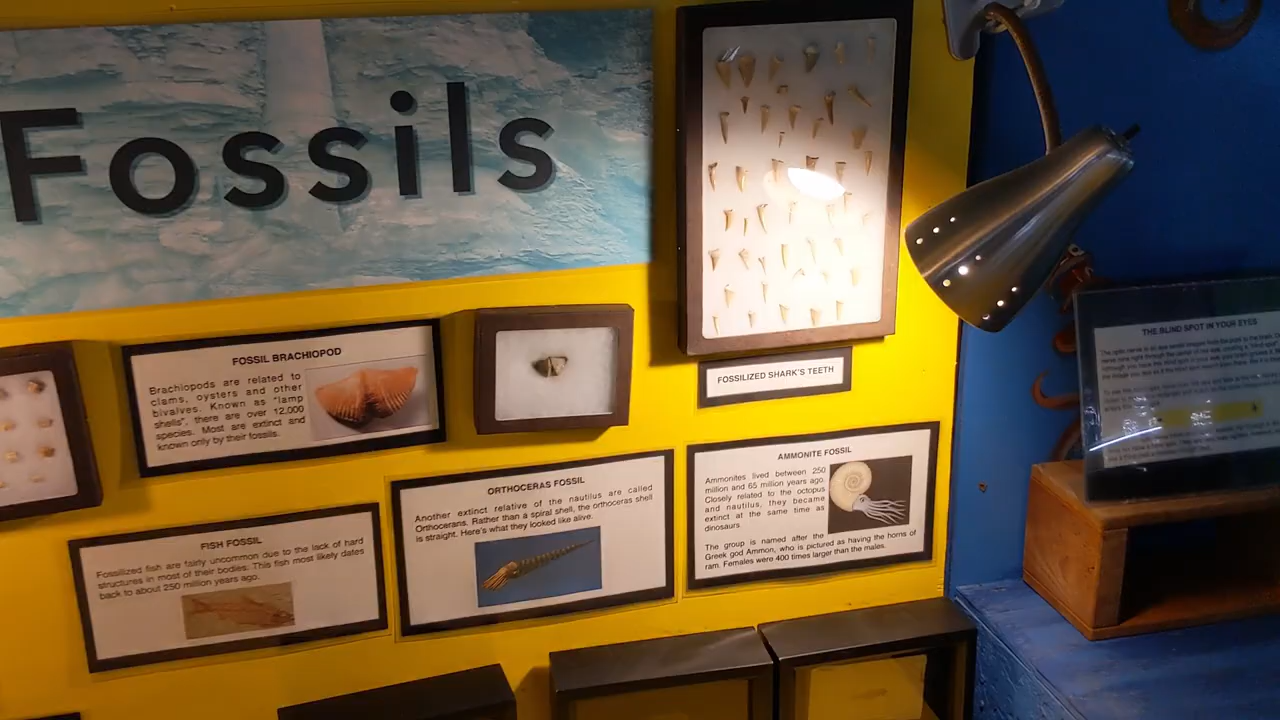 Fossils
FOSSIL BRACHIOPOD
Brachiopods are related to
clams, oysters and other
bivalves. Known as "lamp
shells", there are over 12,000
species. Most are extinct and
known only by their fossils.
FOSSILIZED SHARK'S TEETH
FISH FOSSIL
Fossilized fish are fairly uncommon due to the lack of hard
structures in most of their bodies. This fish most likely dates
back to about 250 million years ago.
ORTHOCERAS FOSSIL
Another extinct relative of the nautilus are called
Orthocerans. Rather than a spiral shell, the orthoceras shell
is straight. Here's what they looked like alive.
AMMONITE FOSSIL
Ammonites lived between 250
million and 65 million years ago.
Closely related to the octopus
and nautilus, they became
extinct at the same time as
dinosaurs.
The group is named after the
Greek god Ammon, who is pictured as having the horns of
ram. Females were 400 times larger than the males.
THE BLIND SPOT IN YOUR EYES